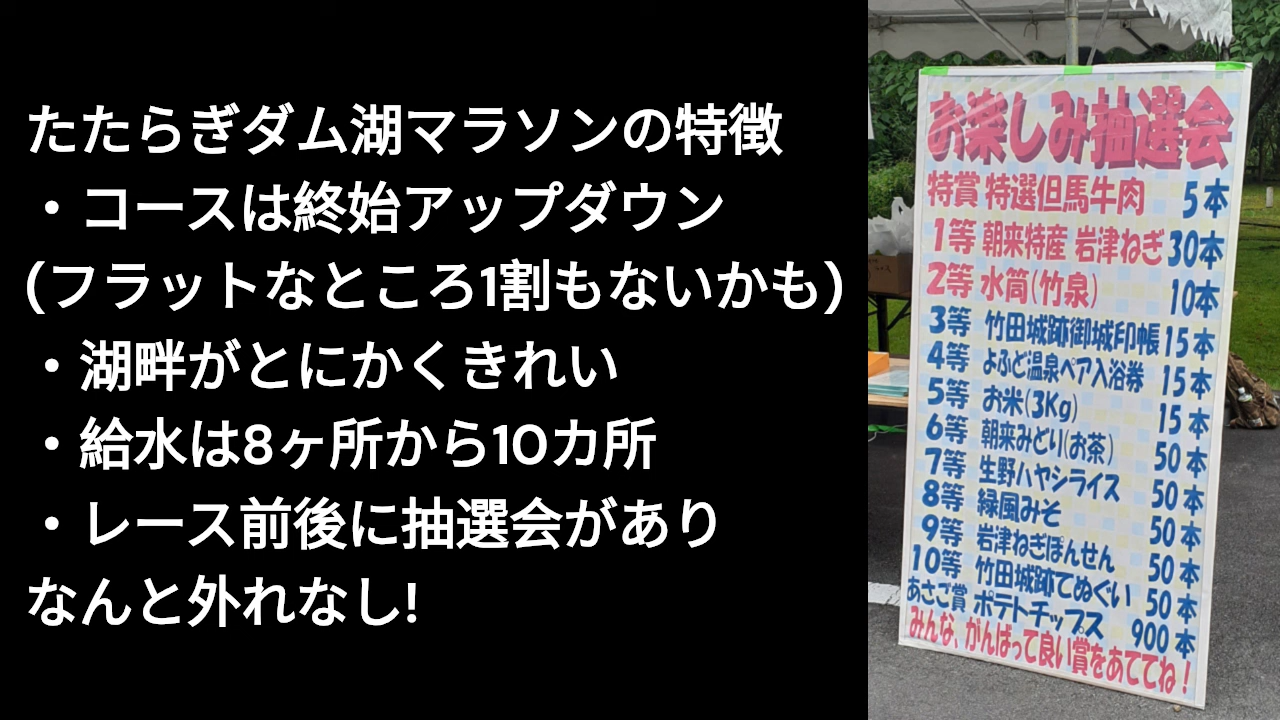 たたらぎダム湖マラソンの特徴
・コースは終始アップダウン
(フラットなところ1割もないかも)
・湖畔がとにかくきれい
・給水は8ヶ所から10カ所
・レース前後に抽選会があり
なんと外れなし!
お楽しみ抽選会
特賞 特選但馬牛肉 5本
1等 朝来特産 岩津ねぎ 30本
2等 水筒(竹泉) 10本
3等 竹田城跡御城印帳 15本
4等 よふど温泉ペア入浴券 15本
5等 お米(3Kg) 15本
6等 朝来みどり(お茶) 50本
7等 生野ハヤシライス 50本
8等 緑風みそ 50本
9等 岩津ねぎぽんせん 50本
10等 竹田城跡てぬぐい 50本
あさご賞 ポテトチップス 900本
みんな、がんばって良い賞をあててね!